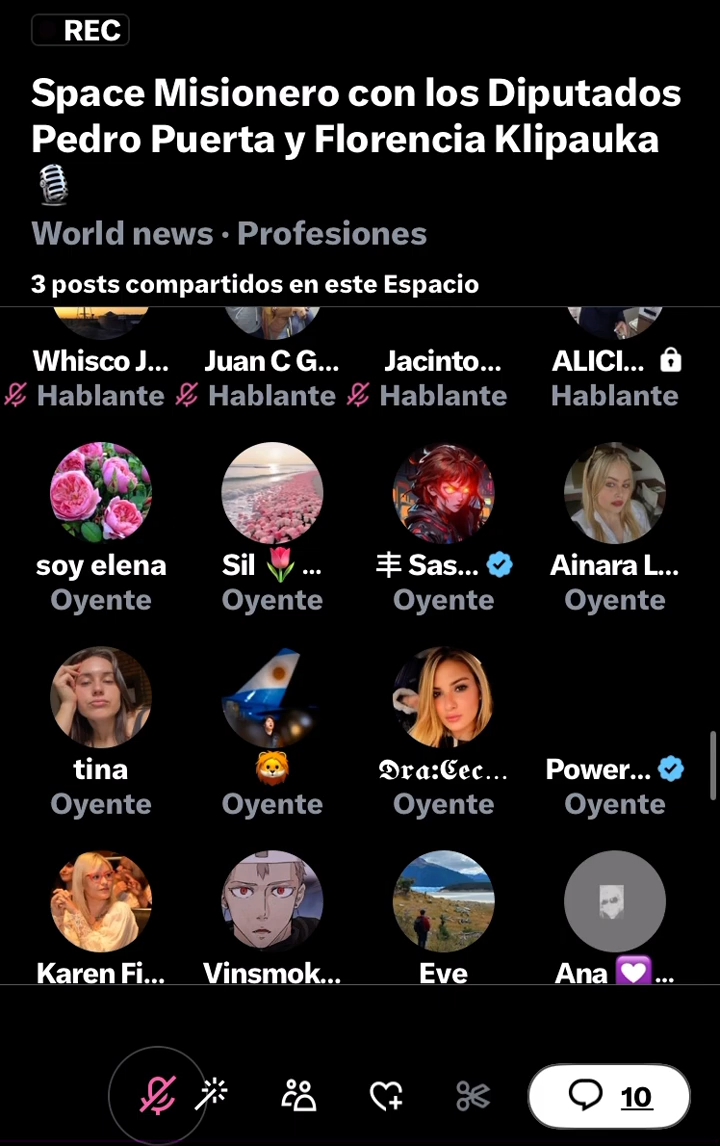 REC
Space Misionero con los Diputados
Pedro Puerta y Florencia Klipauka
🎙️
World news · Profesiones
3 posts compartidos en este Espacio
Whisco J... Juan C G... Jacinto... ALICI... 🔒
Hablante Hablante Hablante Hablante
soy elena Sil 🌷 ... 丰 Sas... Ainara L...
Oyente Oyente Oyente Oyente
tina 🦁 𝕯𝖗𝖆:𝕮𝖊𝖈... Power...
Oyente Oyente Oyente Oyente
Karen Fi... Vinsmok... Eve Ana 💜...
10